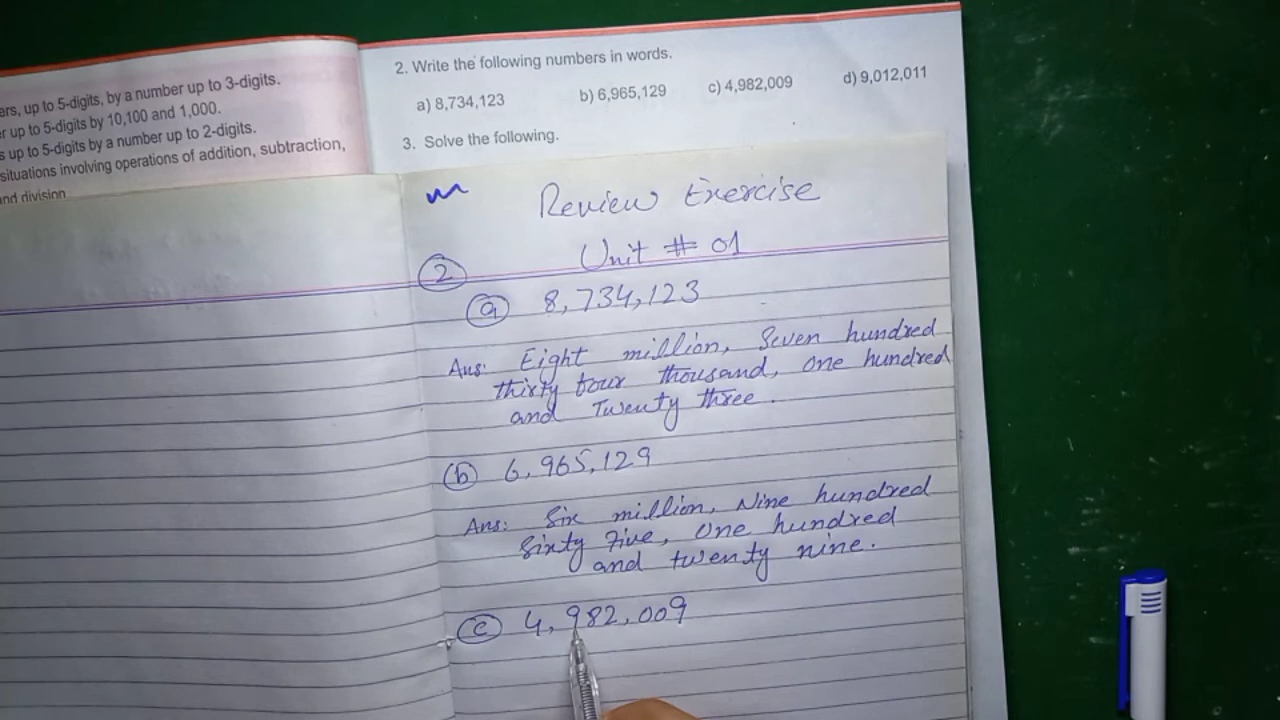 ers, up to 5-digits, by a number up to 3-digits.
er up to 5-digits by 10,100 and 1,000.
s up to 5-digits by a number up to 2-digits.
situations involving operations of addition, subtraction,
and division
2. Write the following numbers in words.
a) 8,734,123 b) 6,965,129 c) 4,982,009 d) 9,012,011
3. Solve the following.
Review Exercise
Unit # 01
2
a 8,734,123
Ans: Eight million, Seven hundred
thirty four thousand, one hundred
and Twenty three.
b 6,965,129
Ans: Six million, Nine hundred
Sixty Five, one hundred
and twenty nine.
c 4,982,009